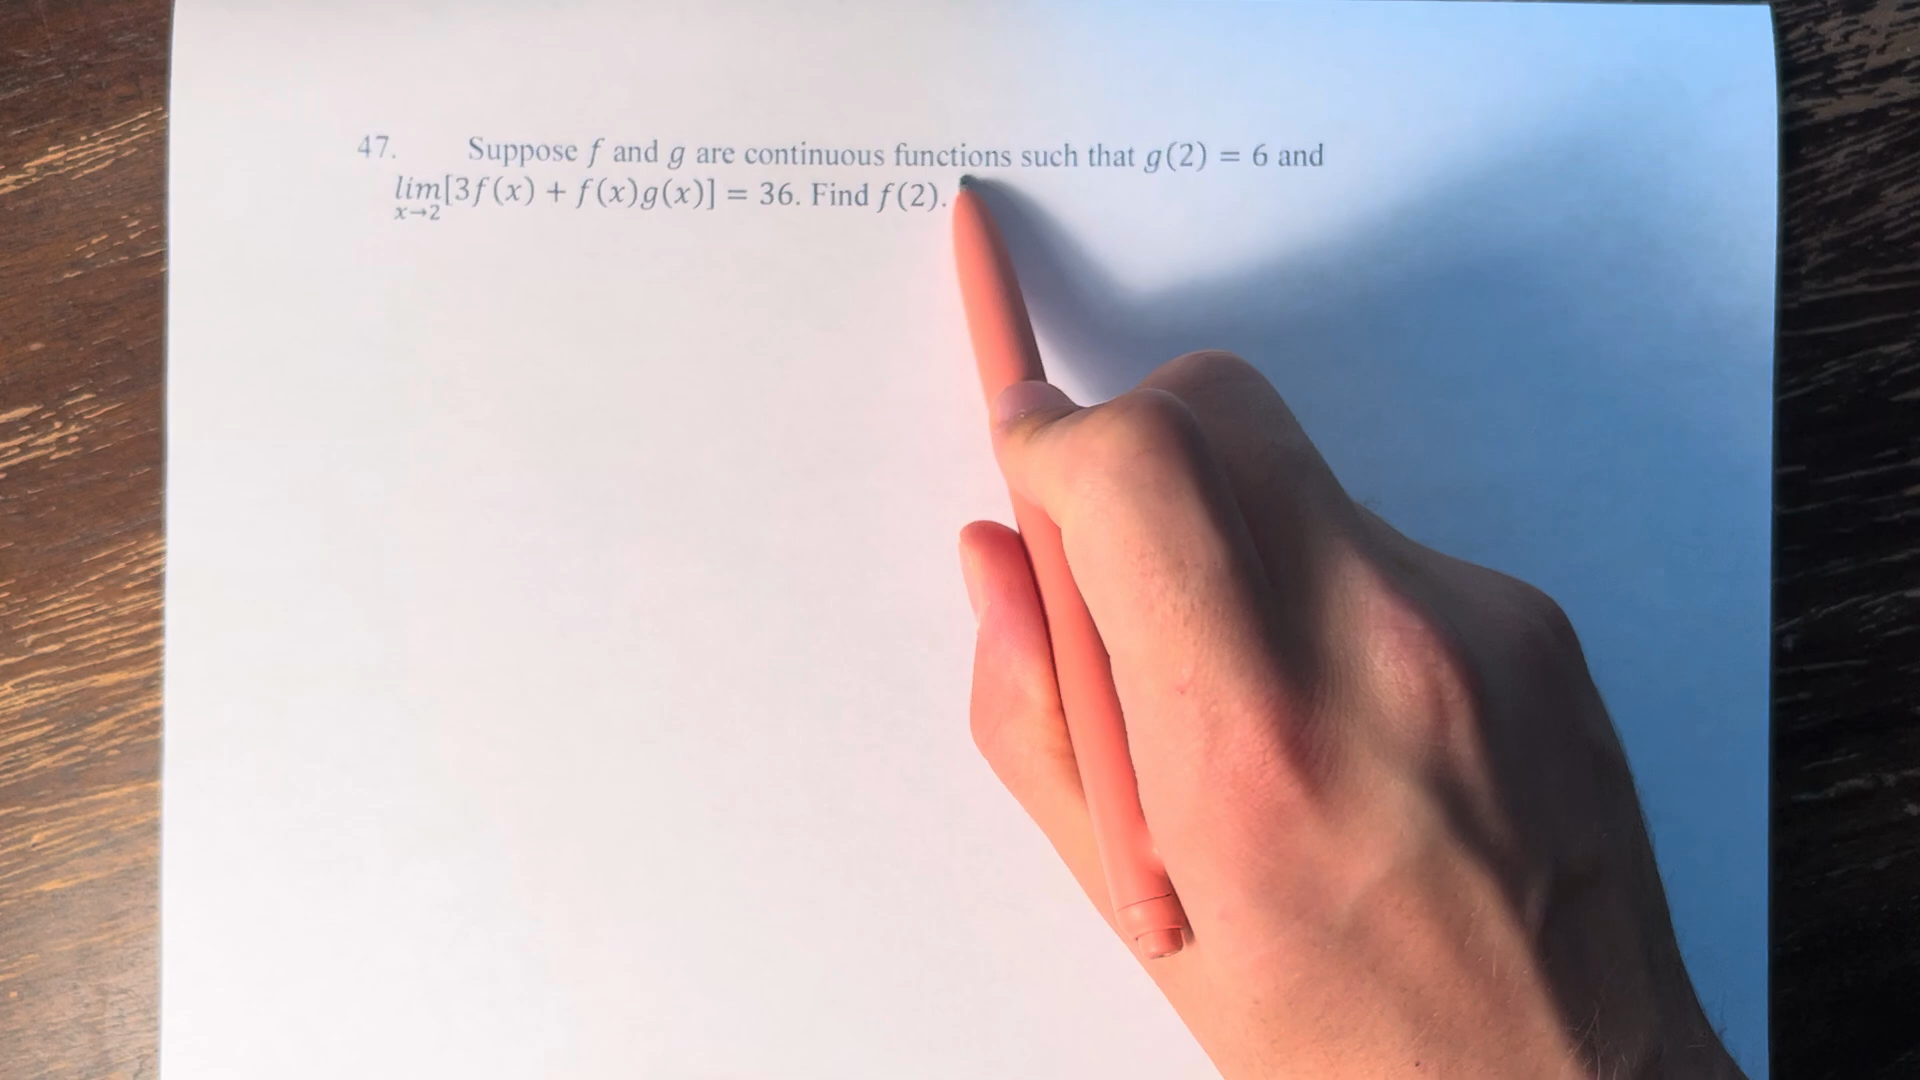 47. Suppose f and g are continuous functions such that g(2) = 6 and
lim[3f(x) + f(x)g(x)] = 36. Find f(2).
x→2